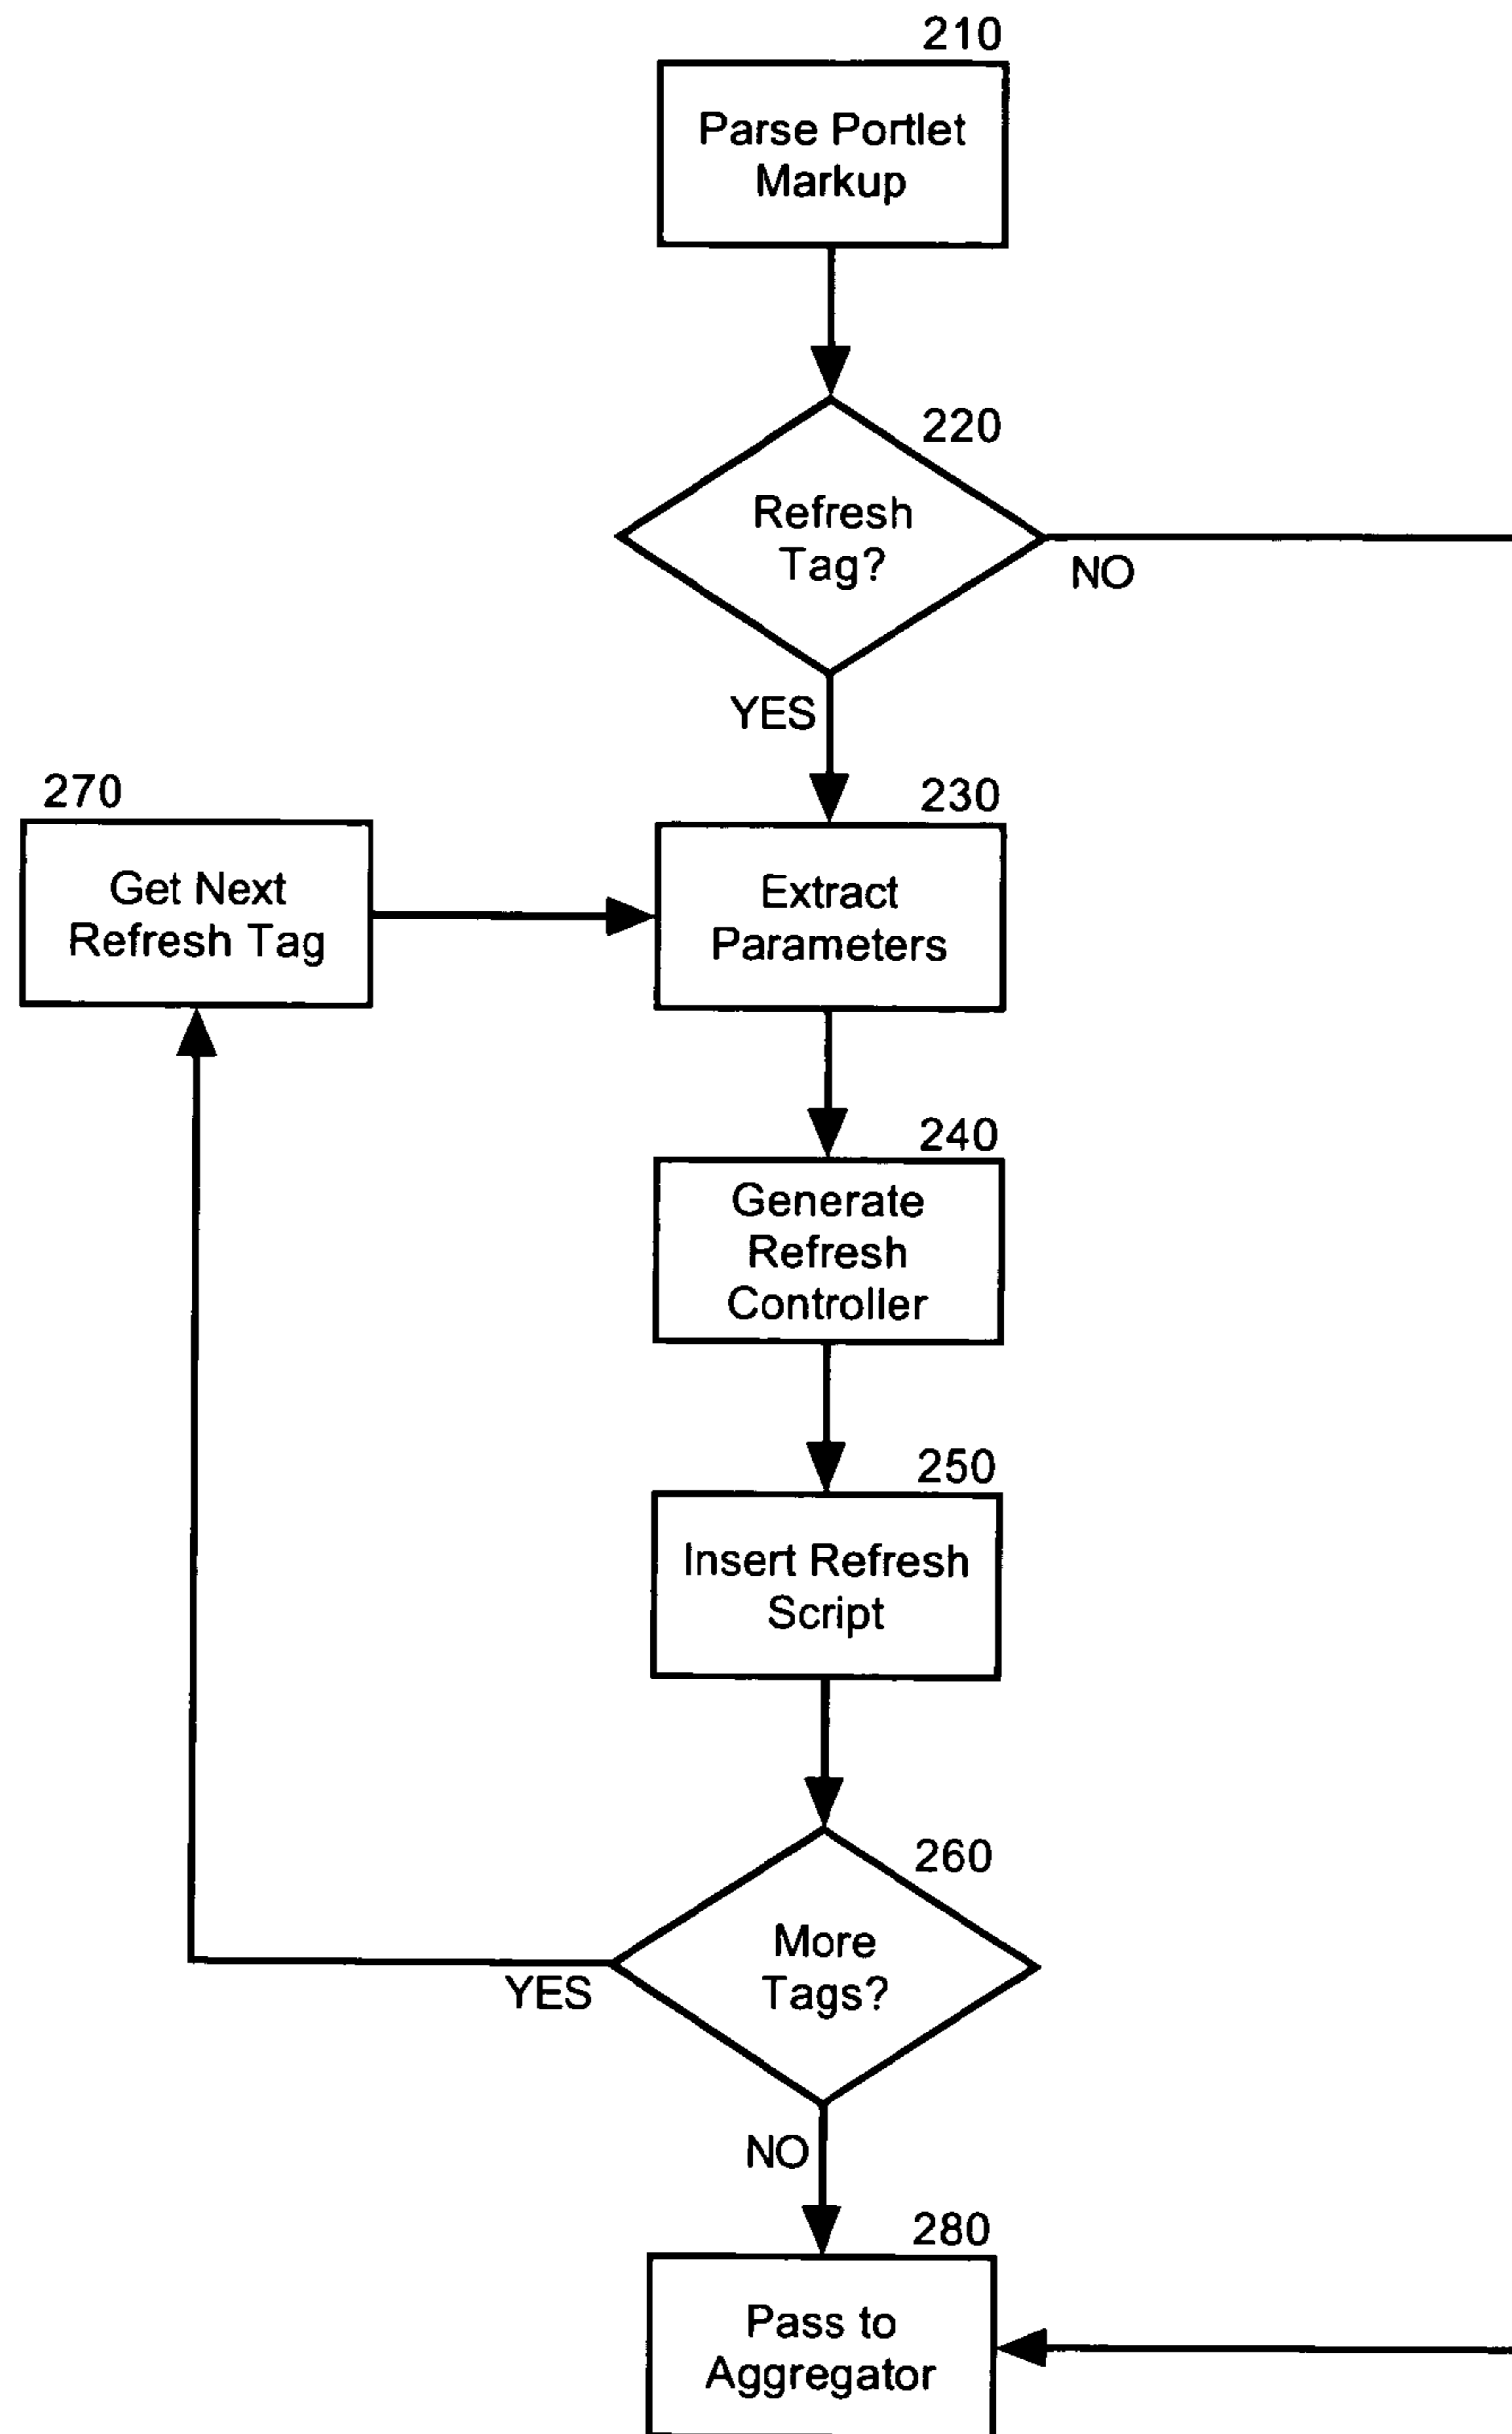 210
Parse Portlet
Markup
220
Refresh
Tag?
NO
YES
270
Get Next
Refresh Tag
230
Extract
Parameters
240
Generate
Refresh
Controller
250
Insert Refresh
Script
260
More
Tags?
YES
NO
280
Pass to
Aggregator